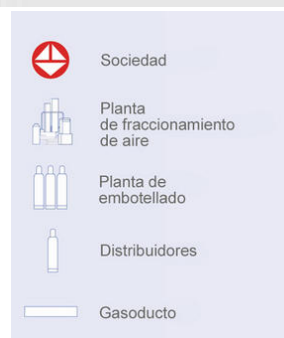 Sociedad
Planta
de fraccionamiento
de aire
Planta de
embotellado
Distribuidores
Gasoducto